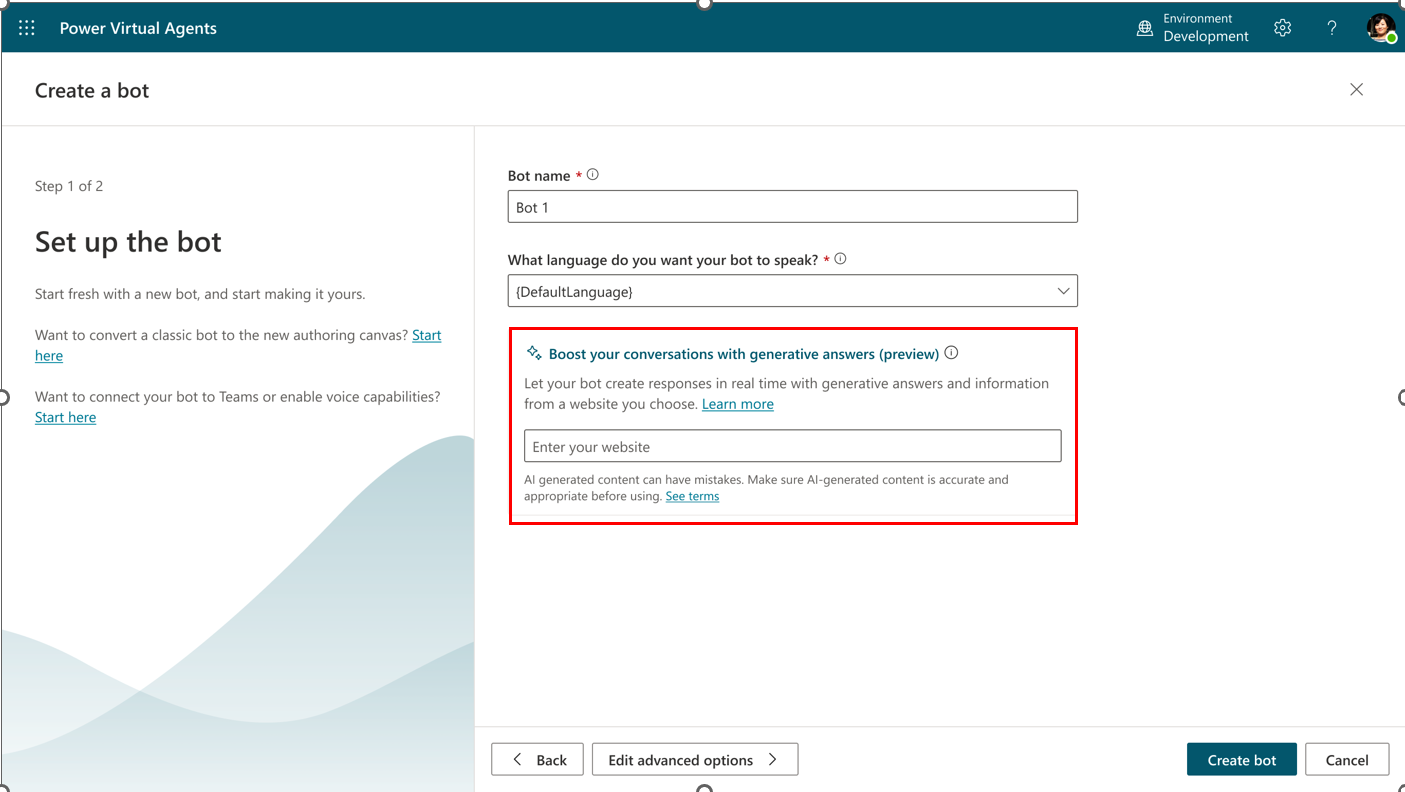 Power Virtual Agents
Environment
Development
?
Create a bot
Step 1 of 2
Set up the bot
Start fresh with a new bot, and start making it yours.
Want to convert a classic bot to the new authoring canvas? Start
here
Want to connect your bot to Teams or enable voice capabilities?
Start here
Bot name *
Bot 1
What language do you want your bot to speak? *
{DefaultLanguage}
Boost your conversations with generative answers (preview)
Let your bot create responses in real time with generative answers and information
from a website you choose. Learn more
Enter your website
AI generated content can have mistakes. Make sure AI-generated content is accurate and
appropriate before using. See terms
Back
Edit advanced options
Create bot
Cancel